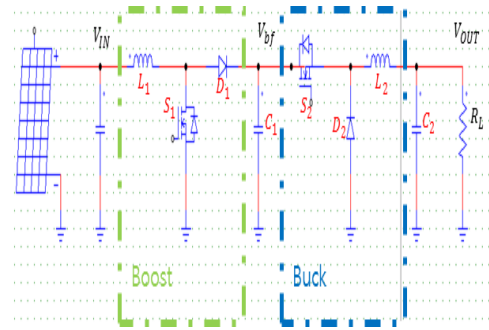 V_IN
V_bf
V_OUT
L_1
D_1
S_1
C_1
S_2
D_2
L_2
C_2
R_L
Boost
Buck